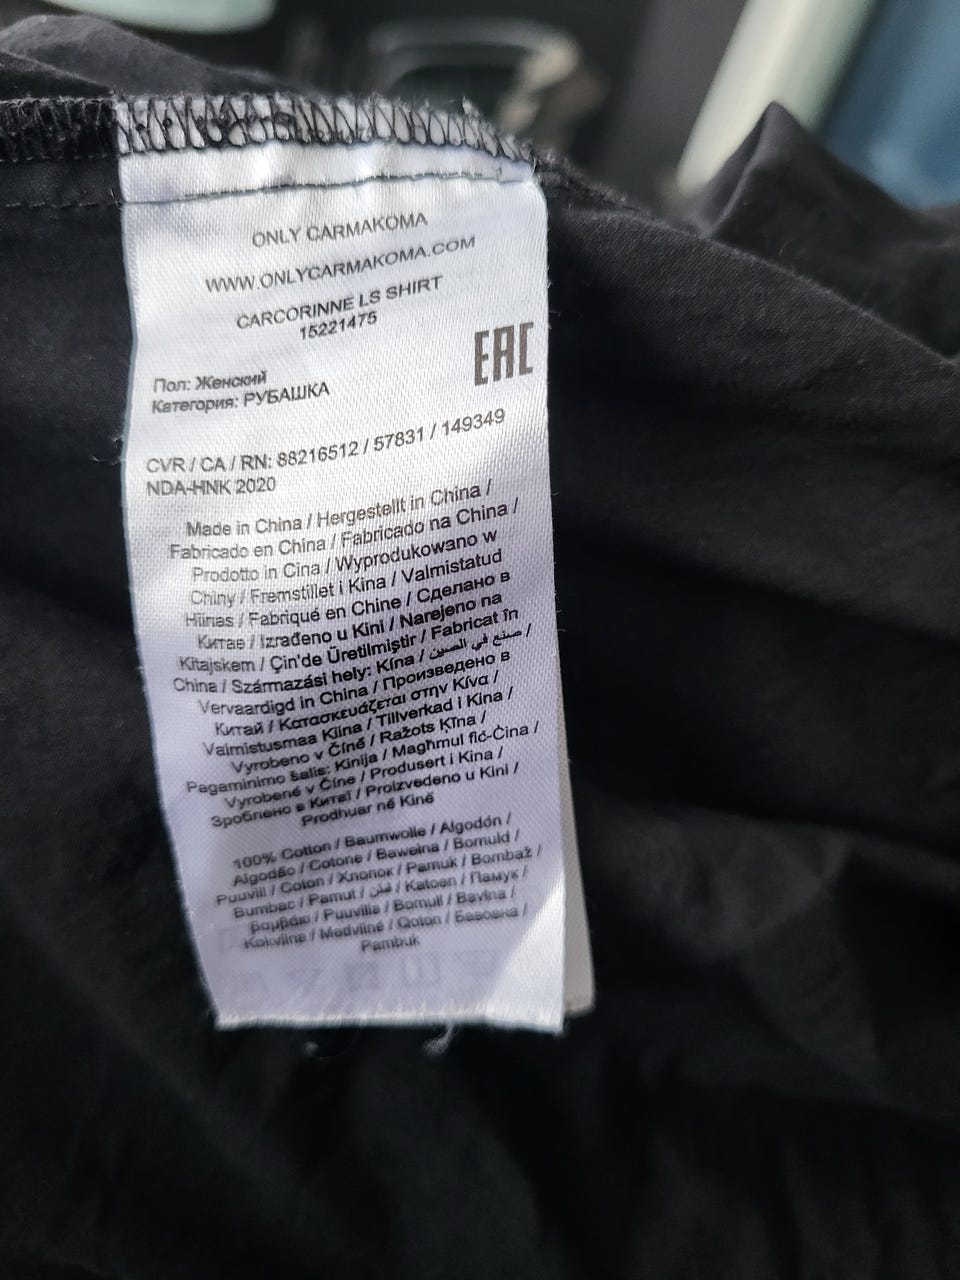 ONLY CARMAKOMA
WWW.ONLYCARMAKOMA.COM
CARCORINNE LS SHIRT
15221475
EAC
Пол: Женский
Категория: РУБАШКА
CVR / CA / RN: 88216512 / 57831 / 149349
NDA-HNK 2020
Made in China / Hergestellt in China /
Fabricado en China / Fabricado na China /
Prodotto in Cina / Wyprodukowano w
Chiny / Fremstillet i Kina / Valmistatud
Hiinas / Fabriqué en Chine / Сделано в
Китае / Izrađeno u Kini / Narejeno na
Kitajskem / Çin'de Üretilmiştir / Fabricat în
China / Származási hely: Kína / صنع في الصين /
Vervaardigd in China / Произведено в
Китай / Κατασκευάζεται στην Κίνα /
Valmistusmaa Kiina / Tillverkad i Kina /
Vyrobeno v Číně / Ražots Ķīna /
Pagaminimo šalis: Kinija / Magħmul fiċ-Ċina /
Vyrobené v Číne / Produsert i Kina /
Зроблено в Китаї / Proizvedeno u Kini /
Prodhuar në Kinë
100% Cotton / Baumwolle / Algodón /
Algodão / Cotone / Bawełna / Bomuld /
Puuvill / Coton / Хлопок / Pamuk / Bombaž /
Bumbac / Pamut / قطن / Katoen / Памук /
Βαμβάκι / Puuvilla / Bomull / Bavlna /
Kokvilna / Medvilnė / Qoton / Бавовна /
Pambuk